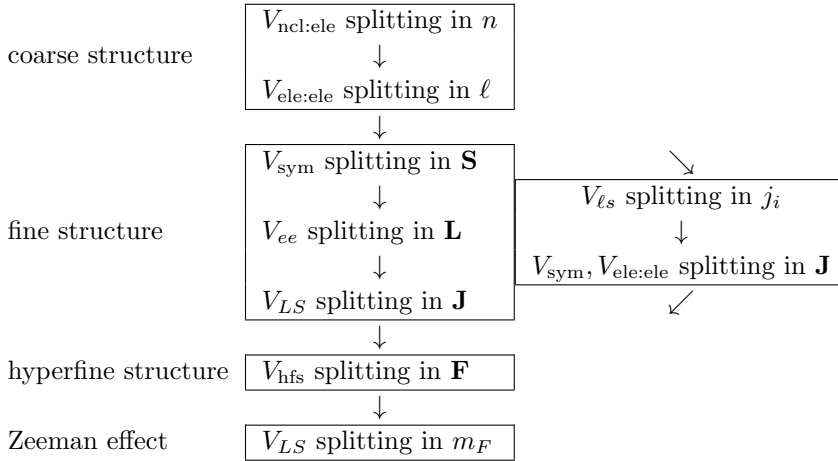 coarse structure
V_ncl:ele splitting in n
↓
V_ele:ele splitting in ℓ
↓
fine structure
V_sym splitting in S
↓
V_ee splitting in L
↓
V_LS splitting in J
↘
V_ℓs splitting in j_i
↓
V_sym, V_ele:ele splitting in J
↙
↓
hyperfine structure
V_hfs splitting in F
↓
Zeeman effect
V_LS splitting in m_F